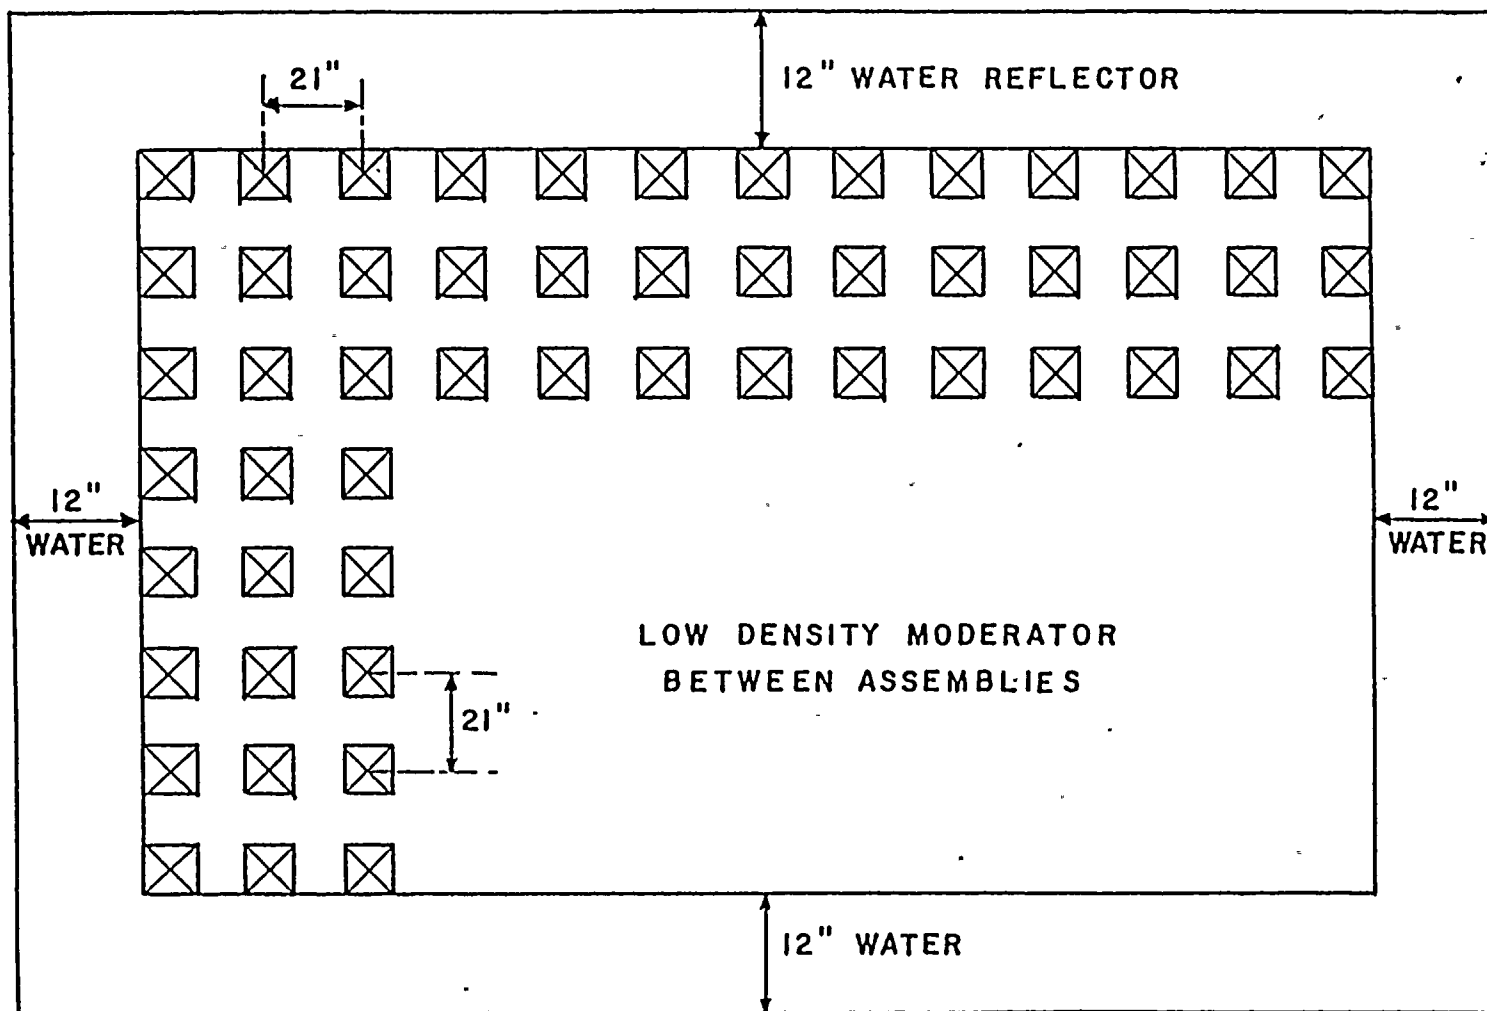 21"
12" WATER REFLECTOR
12"
WATER
12"
WATER
LOW DENSITY MODERATOR
BETWEEN ASSEMBLIES
21"
12" WATER